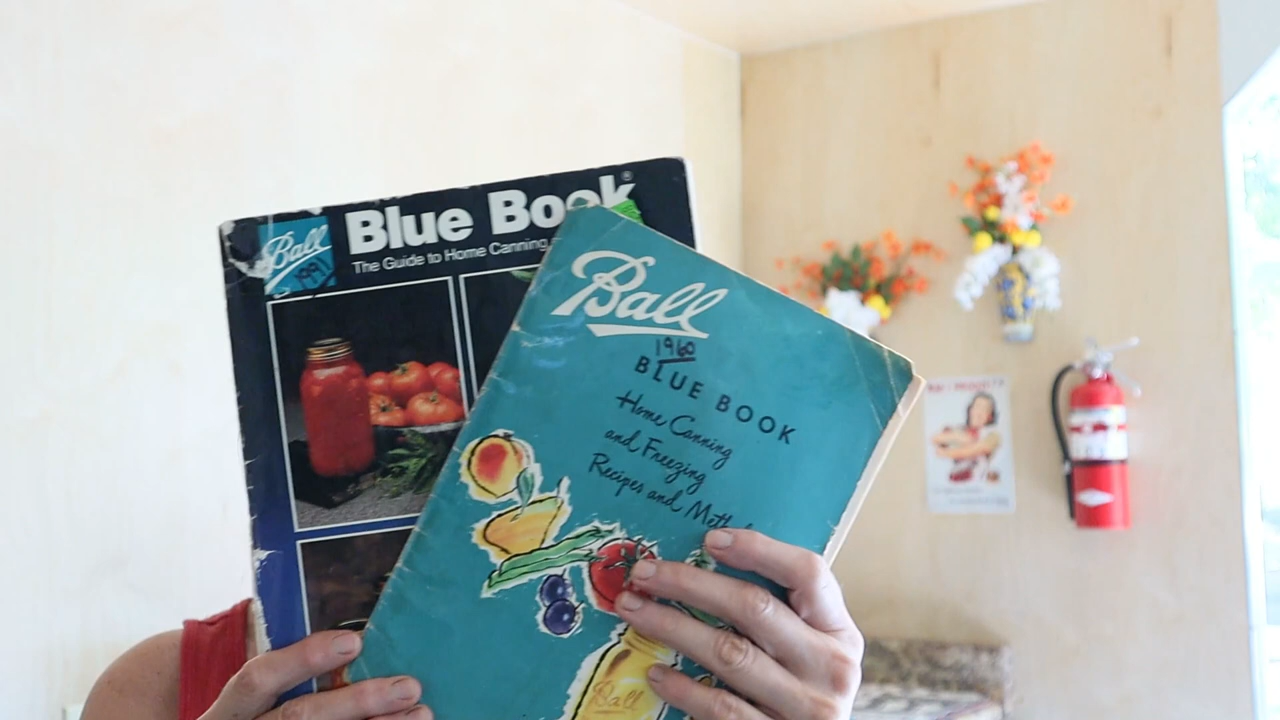 Blue Book®
Ball
1991
The Guide to Home Canning
Ball
1960
BLUE BOOK
Home Canning
and Freezing
Recipes and
Ball